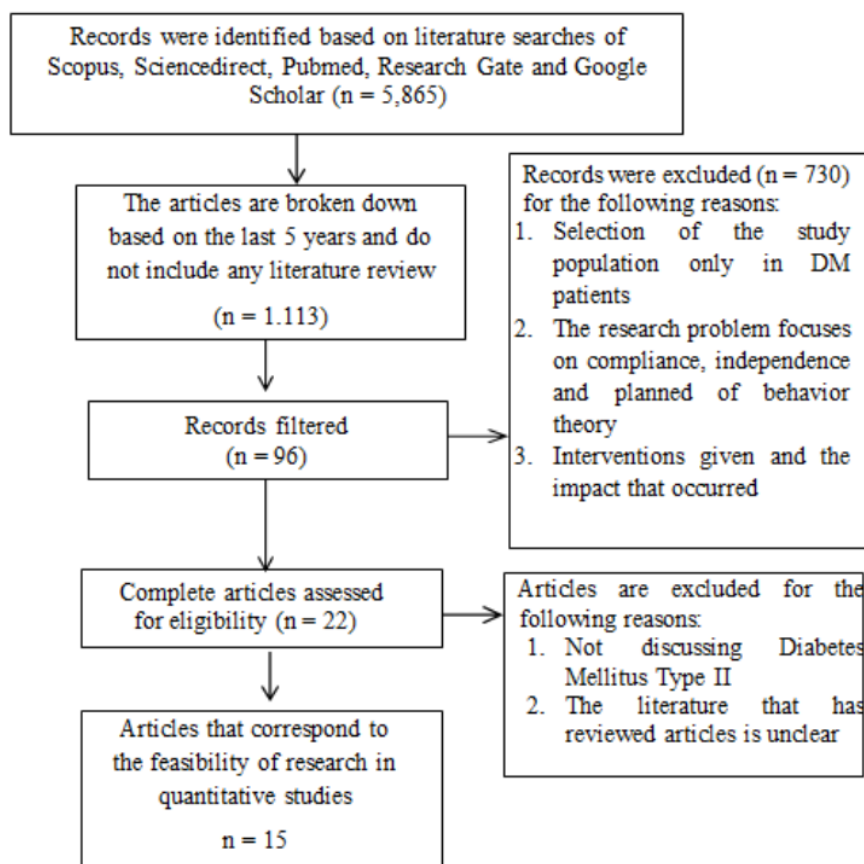 Records were identified based on literature searches of
Scopus, Sciencedirect, Pubmed, Research Gate and Google
Scholar (n = 5,865)
The articles are broken down
based on the last 5 years and do
not include any literature review
(n = 1.113)
Records filtered
(n = 96)
Records were excluded (n = 730)
for the following reasons:
1. Selection of the study
population only in DM
patients
2. The research problem focuses
on compliance, independence
and planned of behavior
theory
3. Interventions given and the
impact that occurred
Complete articles assessed
for eligibility (n = 22)
Articles are excluded for the
following reasons:
1. Not discussing Diabetes
Mellitus Type II
2. The literature that has
reviewed articles is unclear
Articles that correspond to
the feasibility of research in
quantitative studies
n = 15